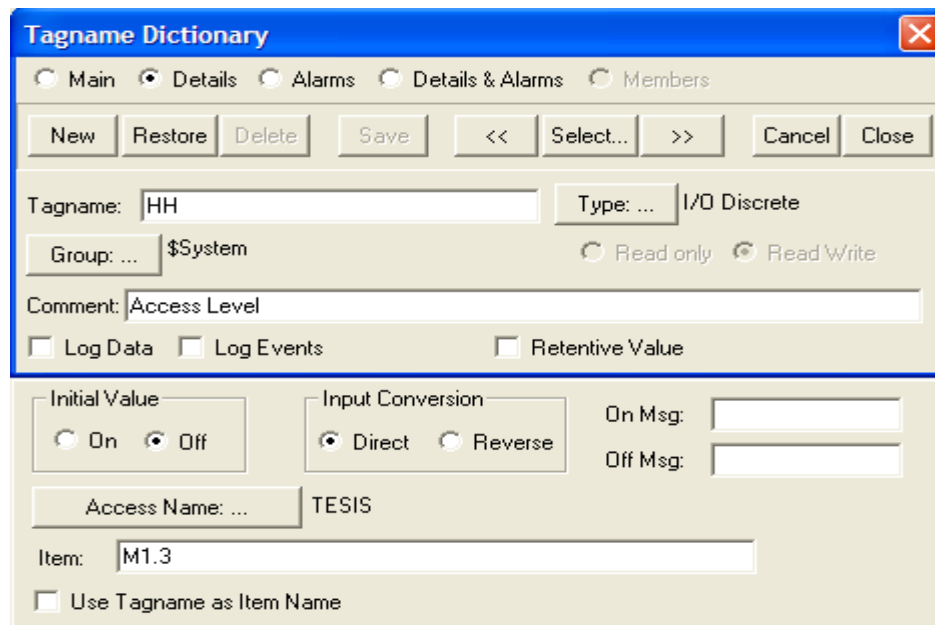 Tagname Dictionary
Main Details Alarms Details & Alarms Members
New Restore Delete Save << Select... >> Cancel Close
Tagname: HH Type: ... I/O Discrete
Group: ... $System Read only Read Write
Comment: Access Level
Log Data Log Events Retentive Value
Initial Value Input Conversion On Msg:
On Off Direct Reverse
Off Msg:
Access Name: ... TESIS
Item: M1.3
Use Tagname as Item Name